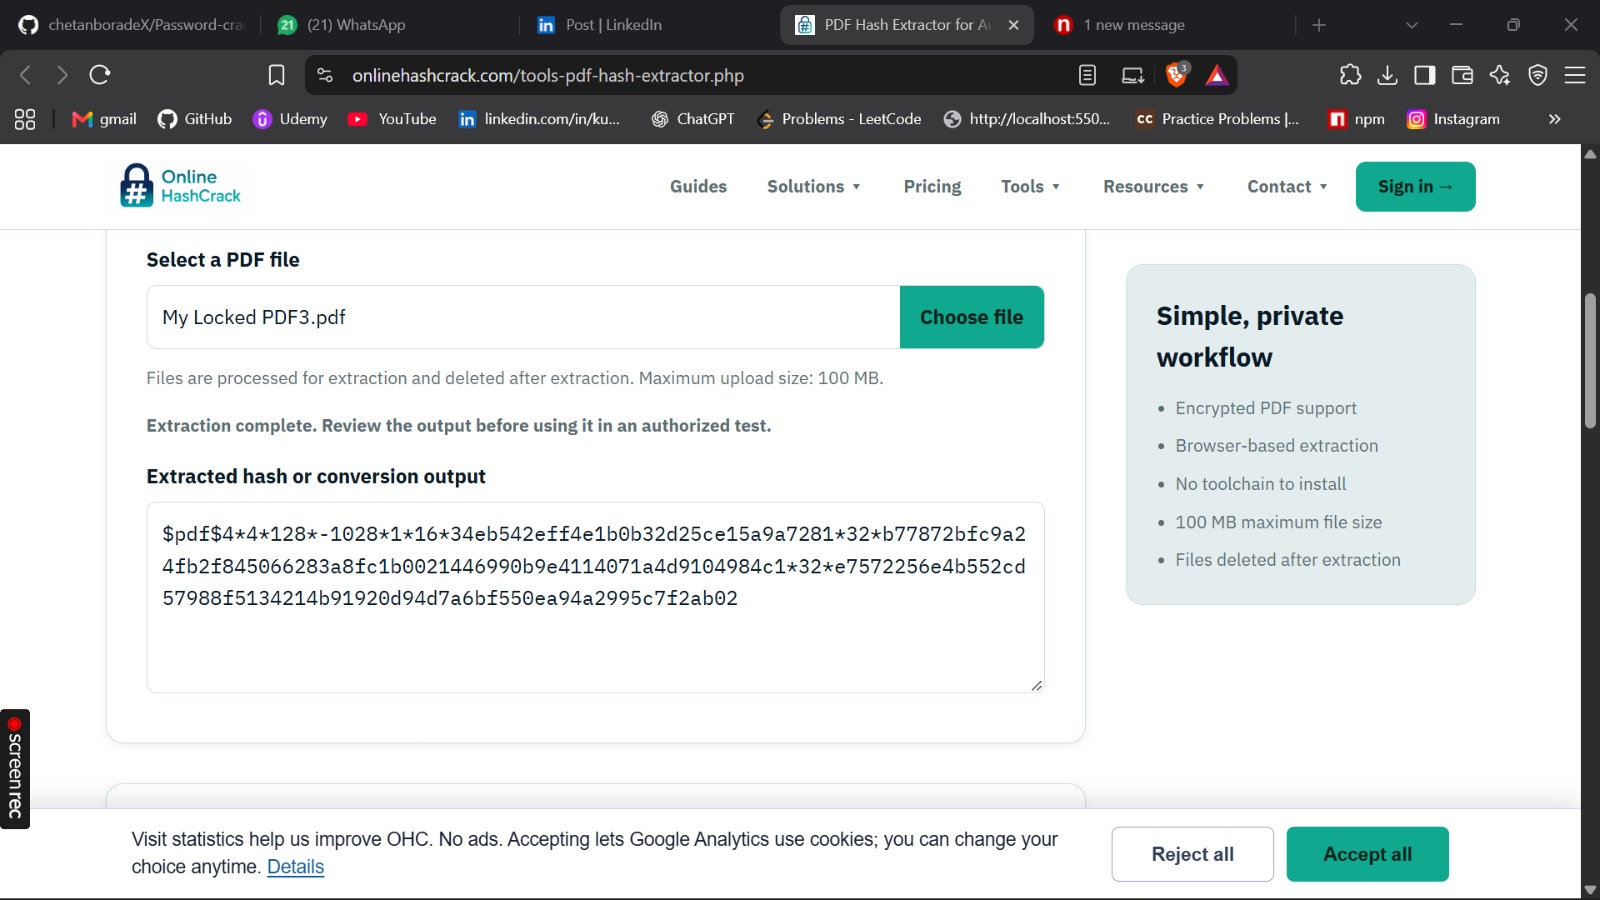 chetanboradeX/Password-cra
21 (21) WhatsApp
in Post | LinkedIn
PDF Hash Extractor for Au
n 1 new message
onlinehashcrack.com/tools-pdf-hash-extractor.php
3
gmail
GitHub
Udemy
YouTube
in linkedin.com/in/ku...
ChatGPT
Problems - LeetCode
http://localhost:550...
CC Practice Problems |...
npm
Instagram
Online
HashCrack
Guides
Solutions
Pricing
Tools
Resources
Contact
Sign in →
Select a PDF file
My Locked PDF3.pdf
Choose file
Files are processed for extraction and deleted after extraction. Maximum upload size: 100 MB.
Extraction complete. Review the output before using it in an authorized test.
Extracted hash or conversion output
$pdf$4*4*128*-1028*1*16*34eb542eff4e1b0b32d25ce15a9a7281*32*b77872bfc9a2
4fb2f845066283a8fc1b0021446990b9e4114071a4d9104984c1*32*e7572256e4b552cd
57988f5134214b91920d94d7a6bf550ea94a2995c7f2ab02
Simple, private
workflow
• Encrypted PDF support
• Browser-based extraction
• No toolchain to install
• 100 MB maximum file size
• Files deleted after extraction
screenrec
Visit statistics help us improve OHC. No ads. Accepting lets Google Analytics use cookies; you can change your
choice anytime. Details
Reject all
Accept all